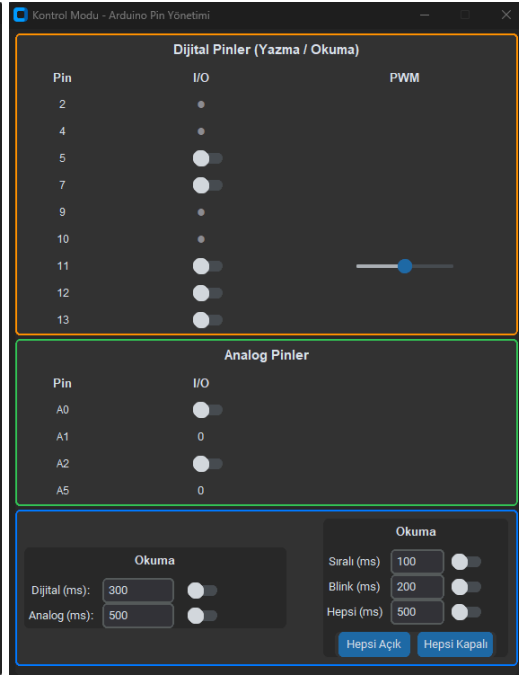 Kontrol Modu - Arduino Pin Yönetimi
Dijital Pinler (Yazma / Okuma)
Pin I/O PWM
2
4
5
7
9
10
11
12
13
Analog Pinler
Pin I/O
A0
A1 0
A2
A5 0
Okuma
Dijital (ms): 300
Analog (ms): 500
Okuma
Sıralı (ms) 100
Blink (ms) 200
Hepsi (ms) 500
Hepsi Açık Hepsi Kapalı